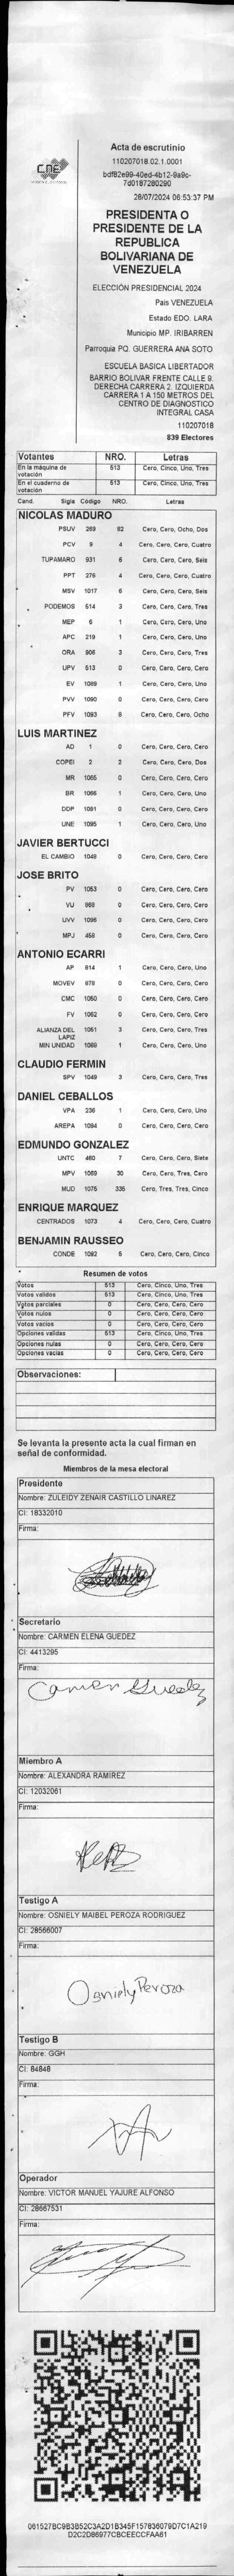 CNE
Acta de escrutinio
110207018.02.1.0001
bdf82e99-40ed-4b12-9a9c-
7d0187280290
28/07/2024 06:53:37 PM
PRESIDENTA O
PRESIDENTE DE LA
REPUBLICA
BOLIVARIANA DE
VENEZUELA
ELECCIÓN PRESIDENCIAL 2024
Pais VENEZUELA
Estado EDO. LARA
Municipio MP. IRIBARREN
Parroquia PQ. GUERRERA ANA SOTO
ESCUELA BASICA LIBERTADOR
BARRIO BOLIVAR FRENTE CALLE 9.
DERECHA CARRERA 2. IZQUIERDA
CARRERA 1 A 150 METROS DEL
CENTRO DE DIAGNOSTICO
INTEGRAL CASA
110207018
839 Electores
Votantes NRO. Letras
En la máquina de votación 513 Cero, Cinco, Uno, Tres
En el cuaderno de votación 513 Cero, Cinco, Uno, Tres
Cand. Sigla Código NRO. Letras
NICOLAS MADURO
PSUV 269 82 Cero, Cero, Ocho, Dos
PCV 9 4 Cero, Cero, Cero, Cuatro
TUPAMARO 931 6 Cero, Cero, Cero, Seis
PPT 276 4 Cero, Cero, Cero, Cuatro
MSV 1017 6 Cero, Cero, Cero, Seis
PODEMOS 514 3 Cero, Cero, Cero, Tres
MEP 6 1 Cero, Cero, Cero, Uno
APC 219 1 Cero, Cero, Cero, Uno
ORA 906 3 Cero, Cero, Cero, Tres
UPV 513 0 Cero, Cero, Cero, Cero
EV 1089 1 Cero, Cero, Cero, Uno
PVV 1090 0 Cero, Cero, Cero, Cero
PFV 1093 8 Cero, Cero, Cero, Ocho
LUIS MARTINEZ
AD 1 0 Cero, Cero, Cero, Cero
COPEI 2 2 Cero, Cero, Cero, Dos
MR 1065 0 Cero, Cero, Cero, Cero
BR 1066 1 Cero, Cero, Cero, Uno
DDP 1091 0 Cero, Cero, Cero, Cero
UNE 1095 1 Cero, Cero, Cero, Uno
JAVIER BERTUCCI
EL CAMBIO 1048 0 Cero, Cero, Cero, Cero
JOSE BRITO
PV 1053 0 Cero, Cero, Cero, Cero
VU 868 0 Cero, Cero, Cero, Cero
UVV 1096 0 Cero, Cero, Cero, Cero
MPJ 458 0 Cero, Cero, Cero, Cero
ANTONIO ECARRI
AP 814 1 Cero, Cero, Cero, Uno
MOVEV 978 0 Cero, Cero, Cero, Cero
CMC 1050 0 Cero, Cero, Cero, Cero
FV 1062 0 Cero, Cero, Cero, Cero
ALIANZA DEL LAPIZ 1051 3 Cero, Cero, Cero, Tres
MIN UNIDAD 1069 1 Cero, Cero, Cero, Uno
CLAUDIO FERMIN
SPV 1049 3 Cero, Cero, Cero, Tres
DANIEL CEBALLOS
VPA 236 1 Cero, Cero, Cero, Uno
AREPA 1094 0 Cero, Cero, Cero, Cero
EDMUNDO GONZALEZ
UNTC 460 7 Cero, Cero, Cero, Siete
MPV 1059 30 Cero, Cero, Tres, Cero
MUD 1075 335 Cero, Tres, Tres, Cinco
ENRIQUE MARQUEZ
CENTRADOS 1073 4 Cero, Cero, Cero, Cuatro
BENJAMIN RAUSSEO
CONDE 1082 5 Cero, Cero, Cero, Cinco
Resumen de votos
Votos 513 Cero, Cinco, Uno, Tres
Votos validos 513 Cero, Cinco, Uno, Tres
Votos parciales 0 Cero, Cero, Cero, Cero
Votos nulos 0 Cero, Cero, Cero, Cero
Votos vacios 0 Cero, Cero, Cero, Cero
Opciones validas 513 Cero, Cinco, Uno, Tres
Opciones nulas 0 Cero, Cero, Cero, Cero
Opciones vacias 0 Cero, Cero, Cero, Cero
Observaciones:
Se levanta la presente acta la cual firman en
señal de conformidad.
Miembros de la mesa electoral
Presidente
Nombre: ZULEIDY ZENAIR CASTILLO LINAREZ
CI: 18332010
Firma:
Secretario
Nombre: CARMEN ELENA GUEDEZ
CI: 4413295
Firma:
Carmen Guedez
Miembro A
Nombre: ALEXANDRA RAMIREZ
CI: 12032061
Firma:
Testigo A
Nombre: OSNIELY MAIBEL PEROZA RODRIGUEZ
CI: 28566007
Firma:
Osniely Peroza
Testigo B
Nombre: GGH
CI: 84848
Firma:
Operador
Nombre: VICTOR MANUEL YAJURE ALFONSO
CI: 28667531
Firma:
061527BC9B3B52C3A2D1B345F157836079D7C1A219
D2C2D86977CBCEECCFAA61